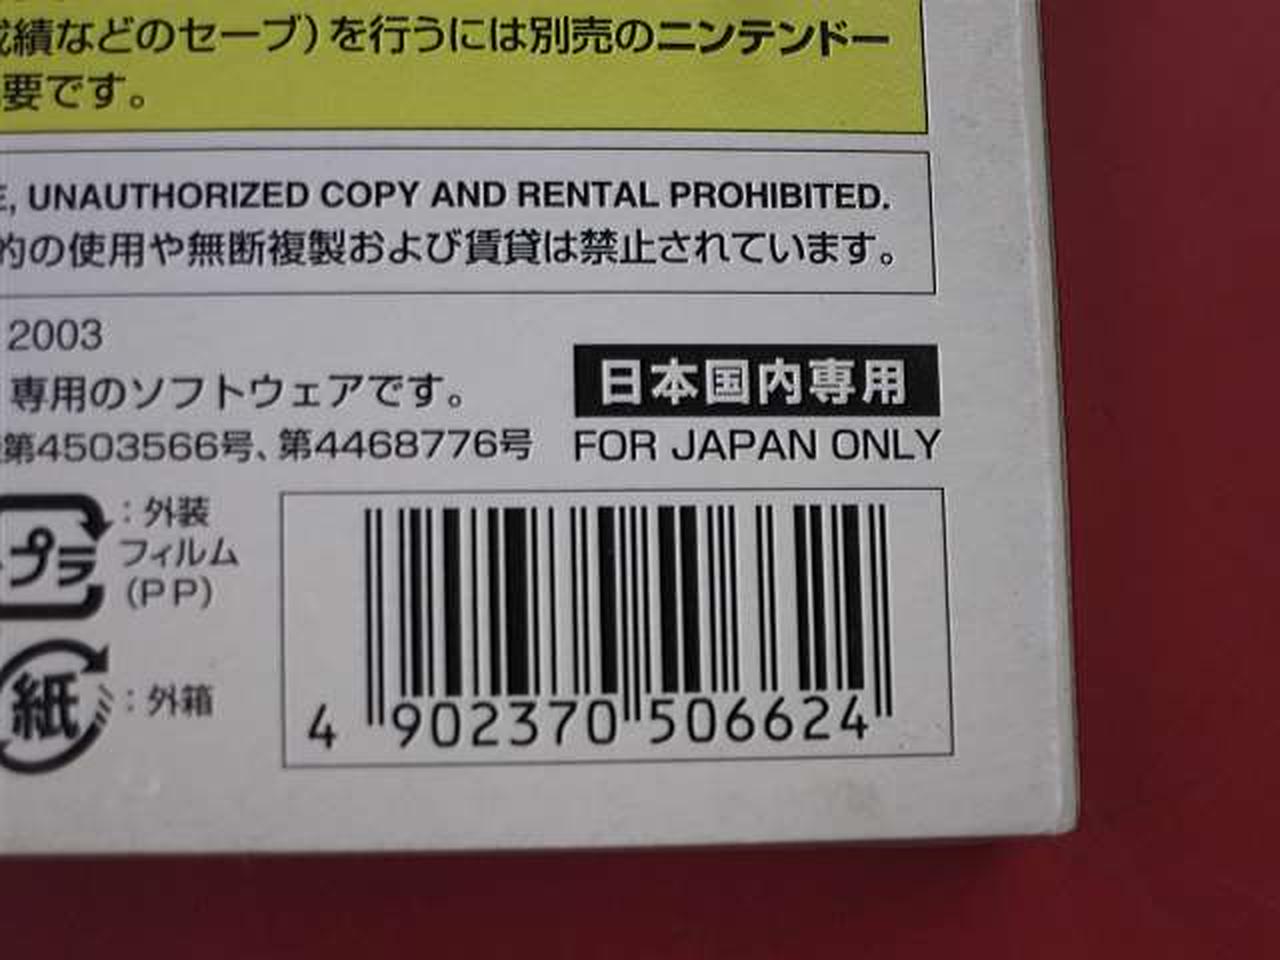 績などのセーブ）を行うには別売のニンテンドー
要です。
E, UNAUTHORIZED COPY AND RENTAL PROHIBITED.
的の使用や無断複製および賃貸は禁止されています。
2003
専用のソフトウェアです。
日本国内専用
第4503566号、第4468776号
FOR JAPAN ONLY
プラ
：外装
フィルム
(PP)
紙
：外箱
4 902370 506624